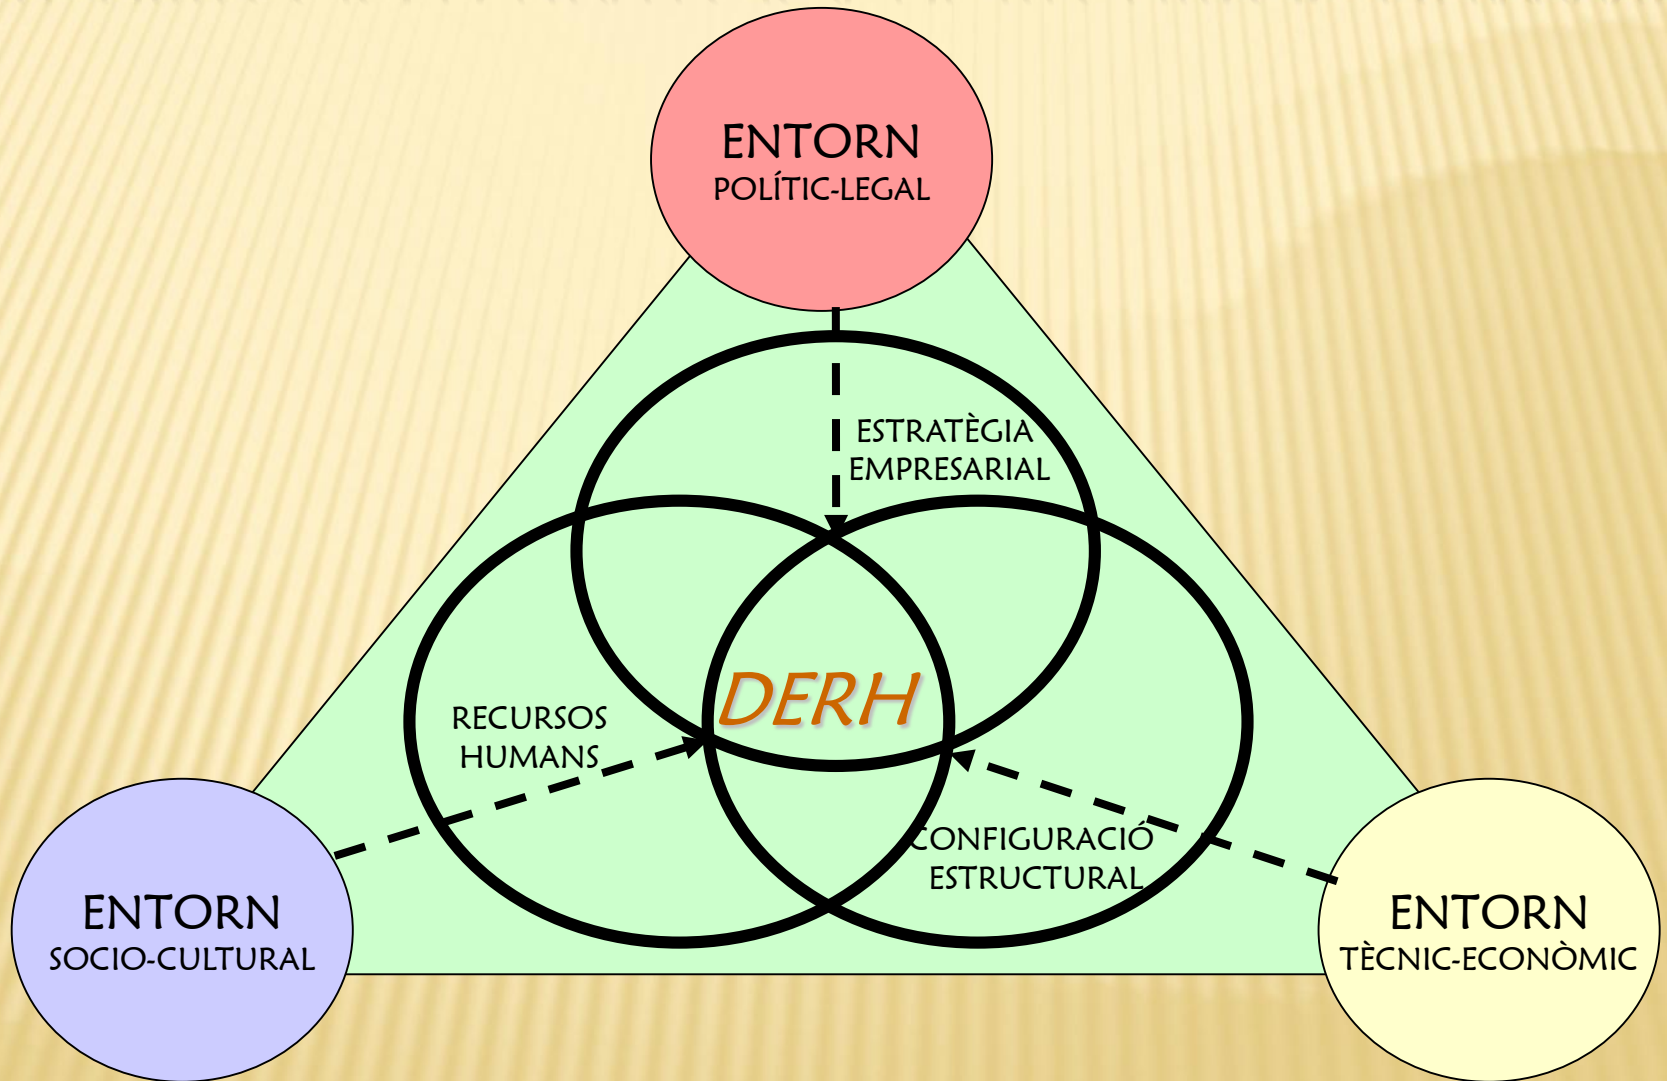 ENTORN
POLÍTIC-LEGAL
ESTRATÈGIA
EMPRESARIAL
DERH
RECURSOS
HUMANS
CONFIGURACIÓ
ESTRUCTURAL
ENTORN
SOCIO-CULTURAL
ENTORN
TÈCNIC-ECONÒMIC